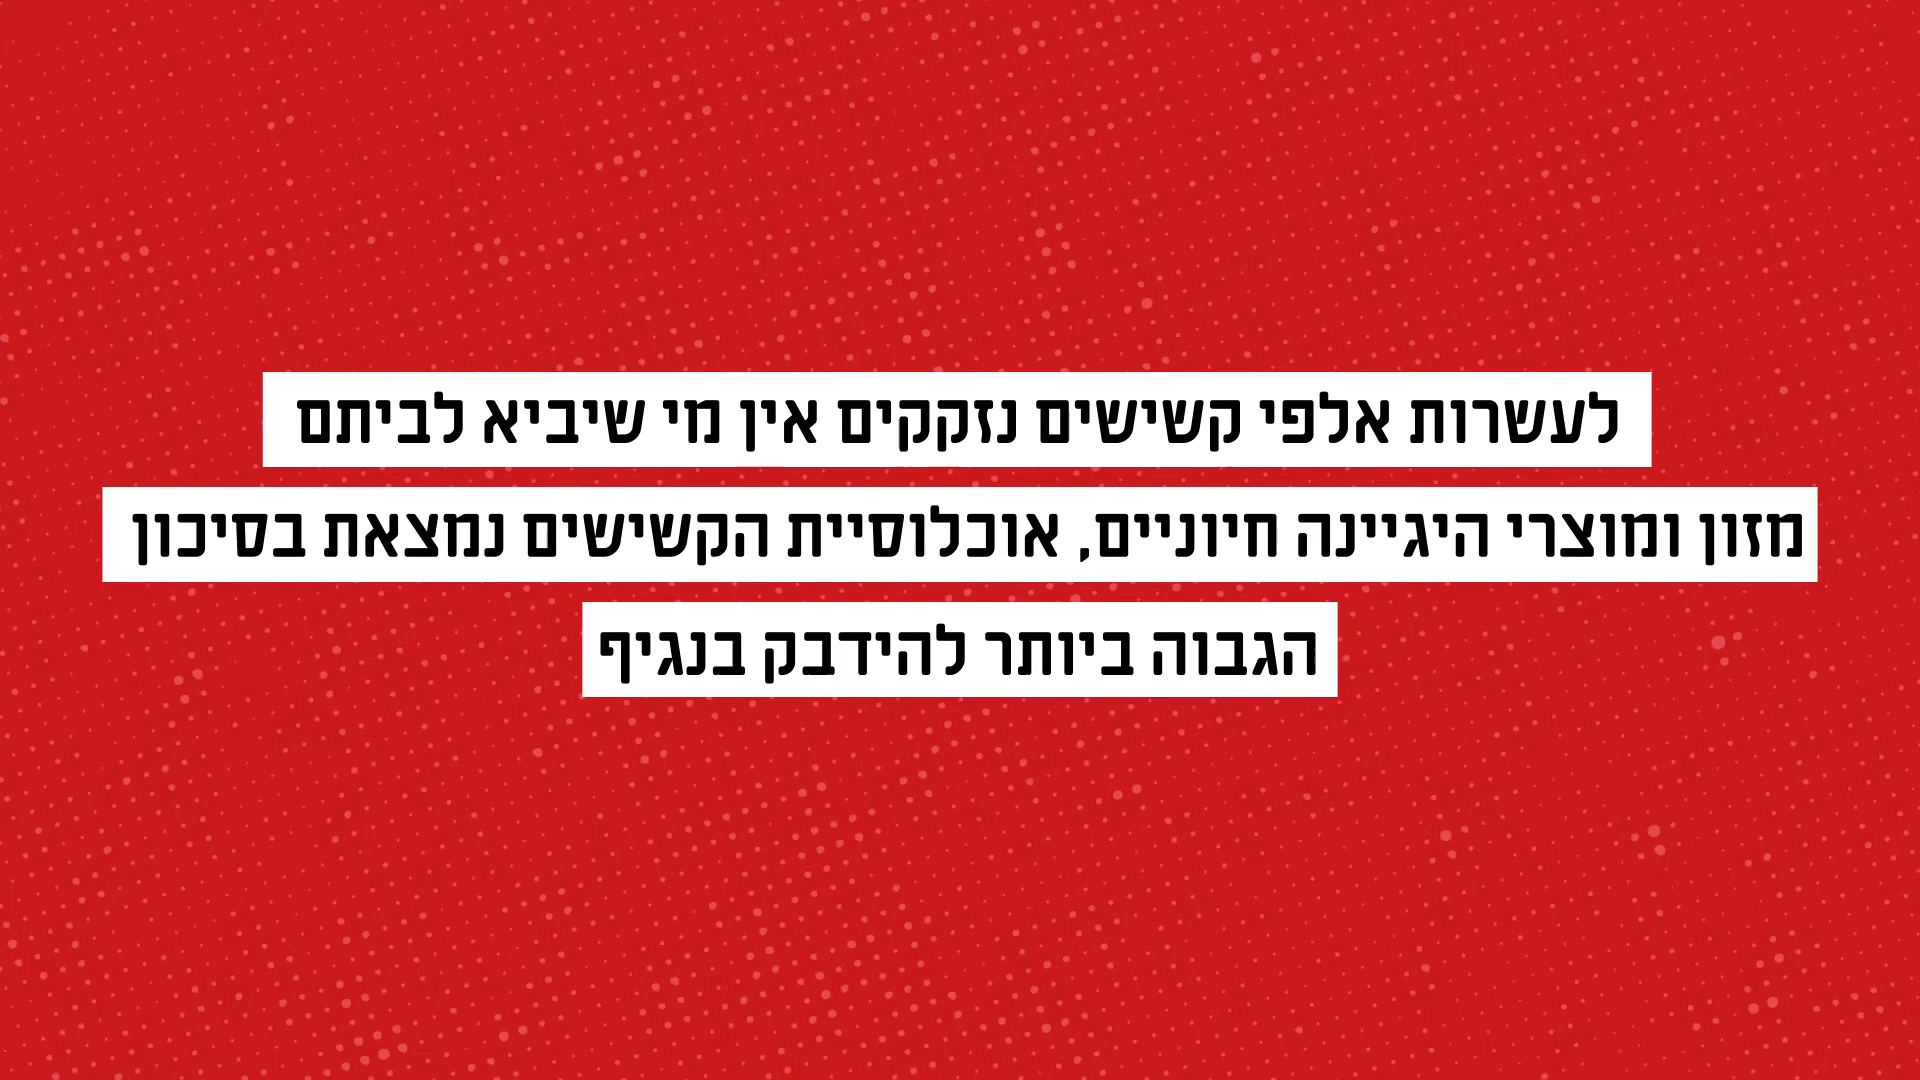 לעשרות אלפי קשישים נזקקים אין מי שיביא לביתם
מזון ומוצרי היגיינה חיוניים, אוכלוסיית הקשישים נמצאת בסיכון
הגבוה ביותר להידבק בנגיף